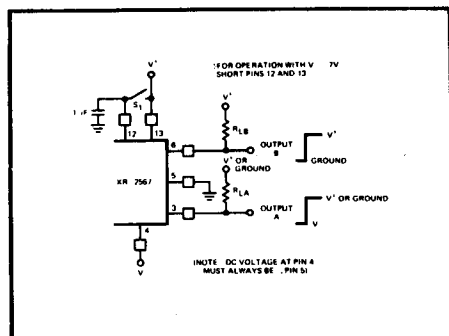 V+
(FOR OPERATION WITH V 7V
SHORT PINS 12 AND 13
S1
1 µF
12 13
V+
6
RLB
OUTPUT B
V+
GROUND
XR 2567
5
V+ OR
GROUND
RLA
3
OUTPUT A
V+ OR GROUND
V
4
V
(NOTE DC VOLTAGE AT PIN 4
MUST ALWAYS BE PIN 5)